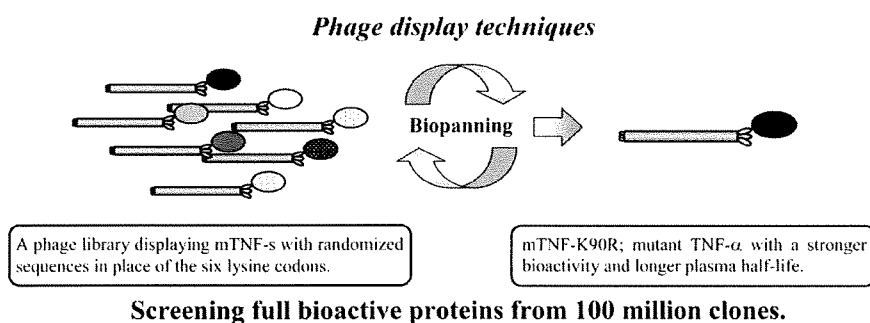 Phage display techniques
Biopanning
A phage library displaying mTNF-s with randomized
sequences in place of the six lysine codons.
mTNF-K90R; mutant TNF-α with a stronger
bioactivity and longer plasma half-life.
Screening full bioactive proteins from 100 million clones.